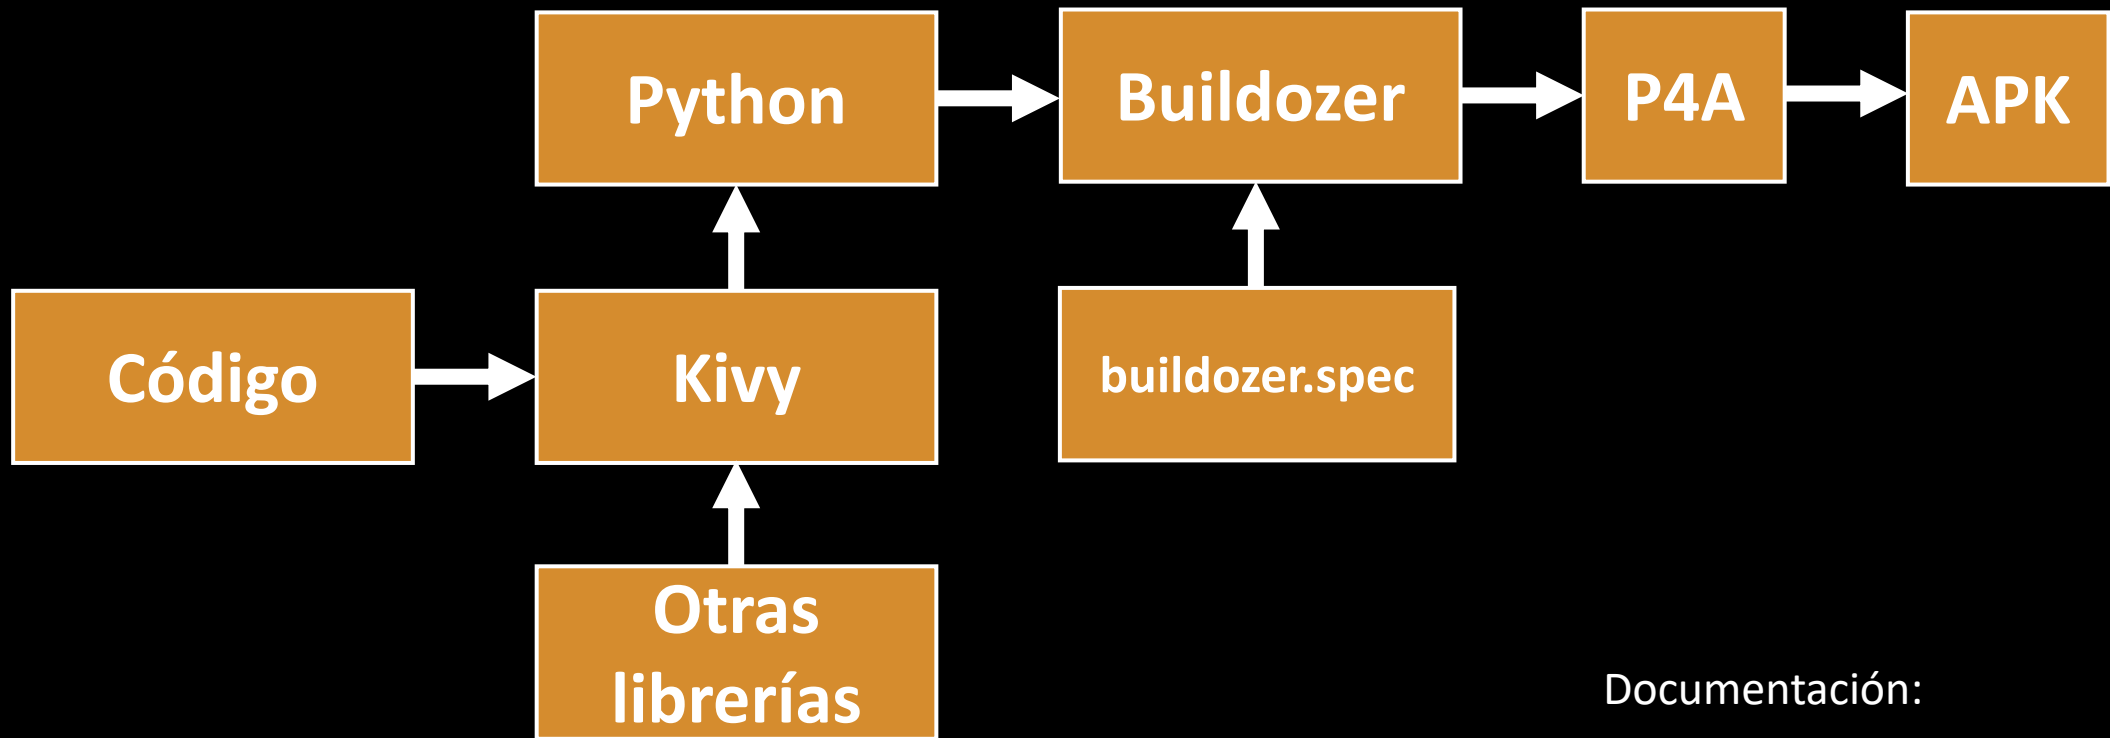 Python
Buildozer
P4A
APK
Código
Kivy
buildozer.spec
Otras
librerías
Documentación: